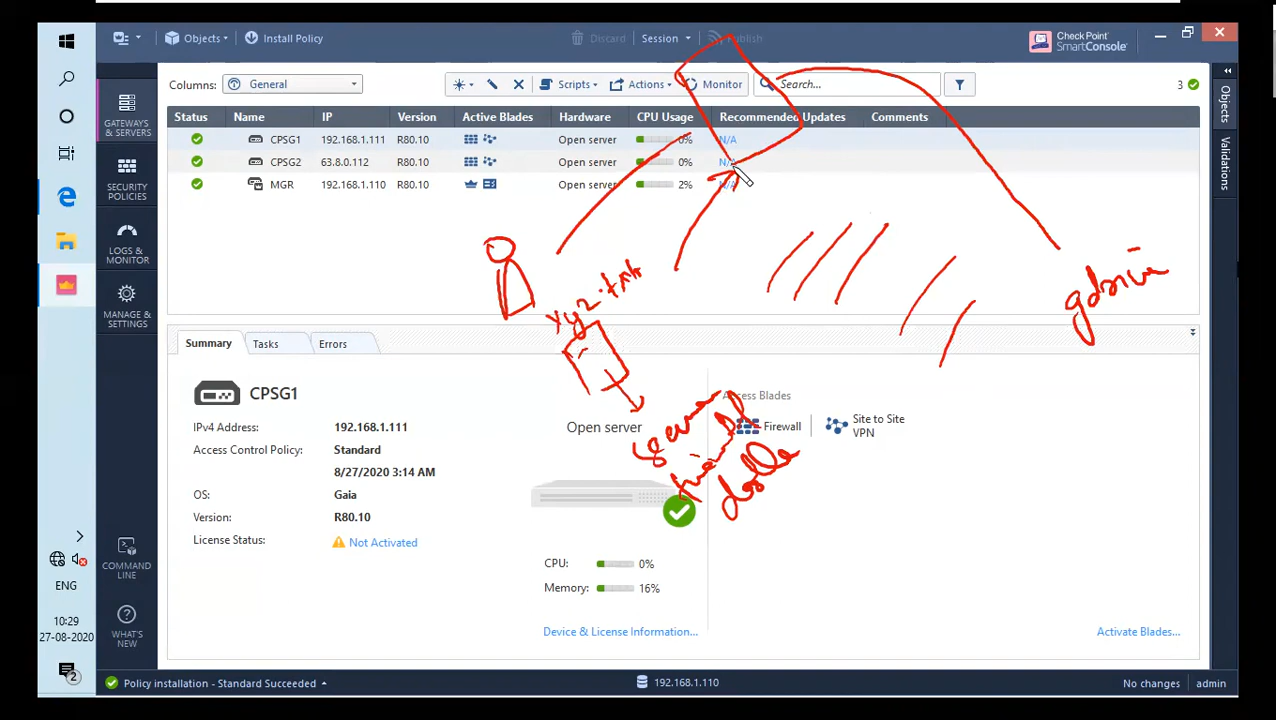 Objects
Install Policy
Discard
Session
Publish
Check Point
SmartConsole
Columns:
General
Scripts
Actions
Monitor
Search...
3
Status Name IP Version Active Blades Hardware CPU Usage Recommended Updates Comments
CPSG1 192.168.1.111 R80.10 Open server 0% N/A
CPSG2 63.8.0.112 R80.10 Open server 0% N/A
MGR 192.168.1.110 R80.10 Open server 2% N/A
GATEWAYS
& SERVERS
SECURITY
POLICIES
LOGS &
MONITOR
MANAGE &
SETTINGS
COMMAND
LINE
WHAT'S
NEW
Objects
Validations
xyz.txt
gdrive
Summary
Tasks
Errors
CPSG1
IPv4 Address: 192.168.1.111
Access Control Policy: Standard
8/27/2020 3:14 AM
OS: Gaia
Version: R80.10
License Status: Not Activated
Open server
CPU: 0%
Memory: 16%
Device & License Information...
Access Blades
Firewall
Site to Site
VPN
Activate Blades...
ENG
10:29
27-08-2020
2
Policy installation - Standard Succeeded
192.168.1.110
No changes
admin